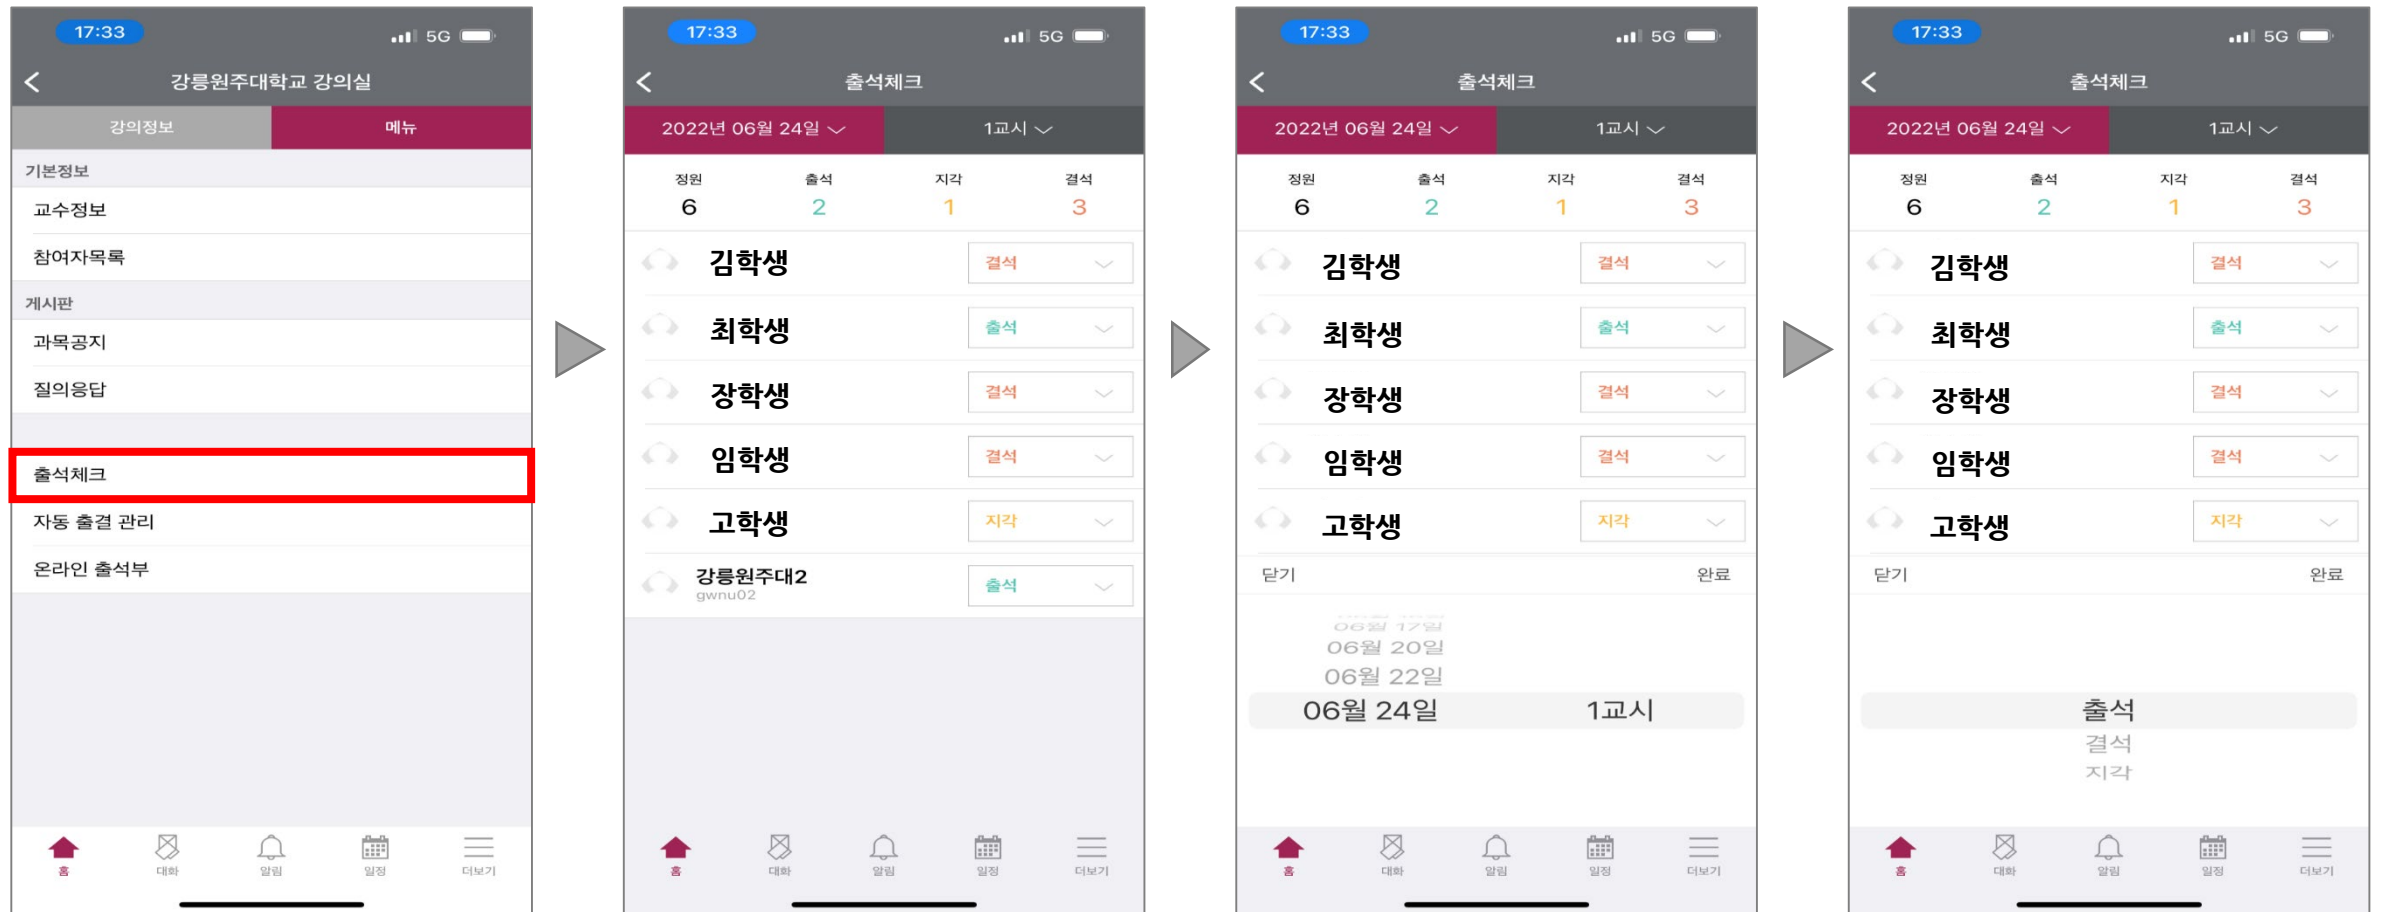 17:33
5G
강릉원주대학교 강의실
강의정보 메뉴
기본정보
교수정보
참여자목록
게시판
과목공지
질의응답
출석체크
자동 출결 관리
온라인 출석부
홈 대화 알림 일정 더보기
17:33
5G
출석체크
2022년 06월 24일 1교시
정원 출석 지각 결석
6 2 1 3
김학생 결석
최학생 출석
장학생 결석
임학생 결석
고학생 지각
강릉원주대2 출석
gwnu02
홈 대화 알림 일정 더보기
17:33
5G
출석체크
2022년 06월 24일 1교시
정원 출석 지각 결석
6 2 1 3
김학생 결석
최학생 출석
장학생 결석
임학생 결석
고학생 지각
닫기 완료
06월 17일
06월 20일
06월 22일
06월 24일 1교시
홈 대화 알림 일정 더보기
17:33
5G
출석체크
2022년 06월 24일 1교시
정원 출석 지각 결석
6 2 1 3
김학생 결석
최학생 출석
장학생 결석
임학생 결석
고학생 지각
닫기 완료
출석
결석
지각
홈 대화 알림 일정 더보기